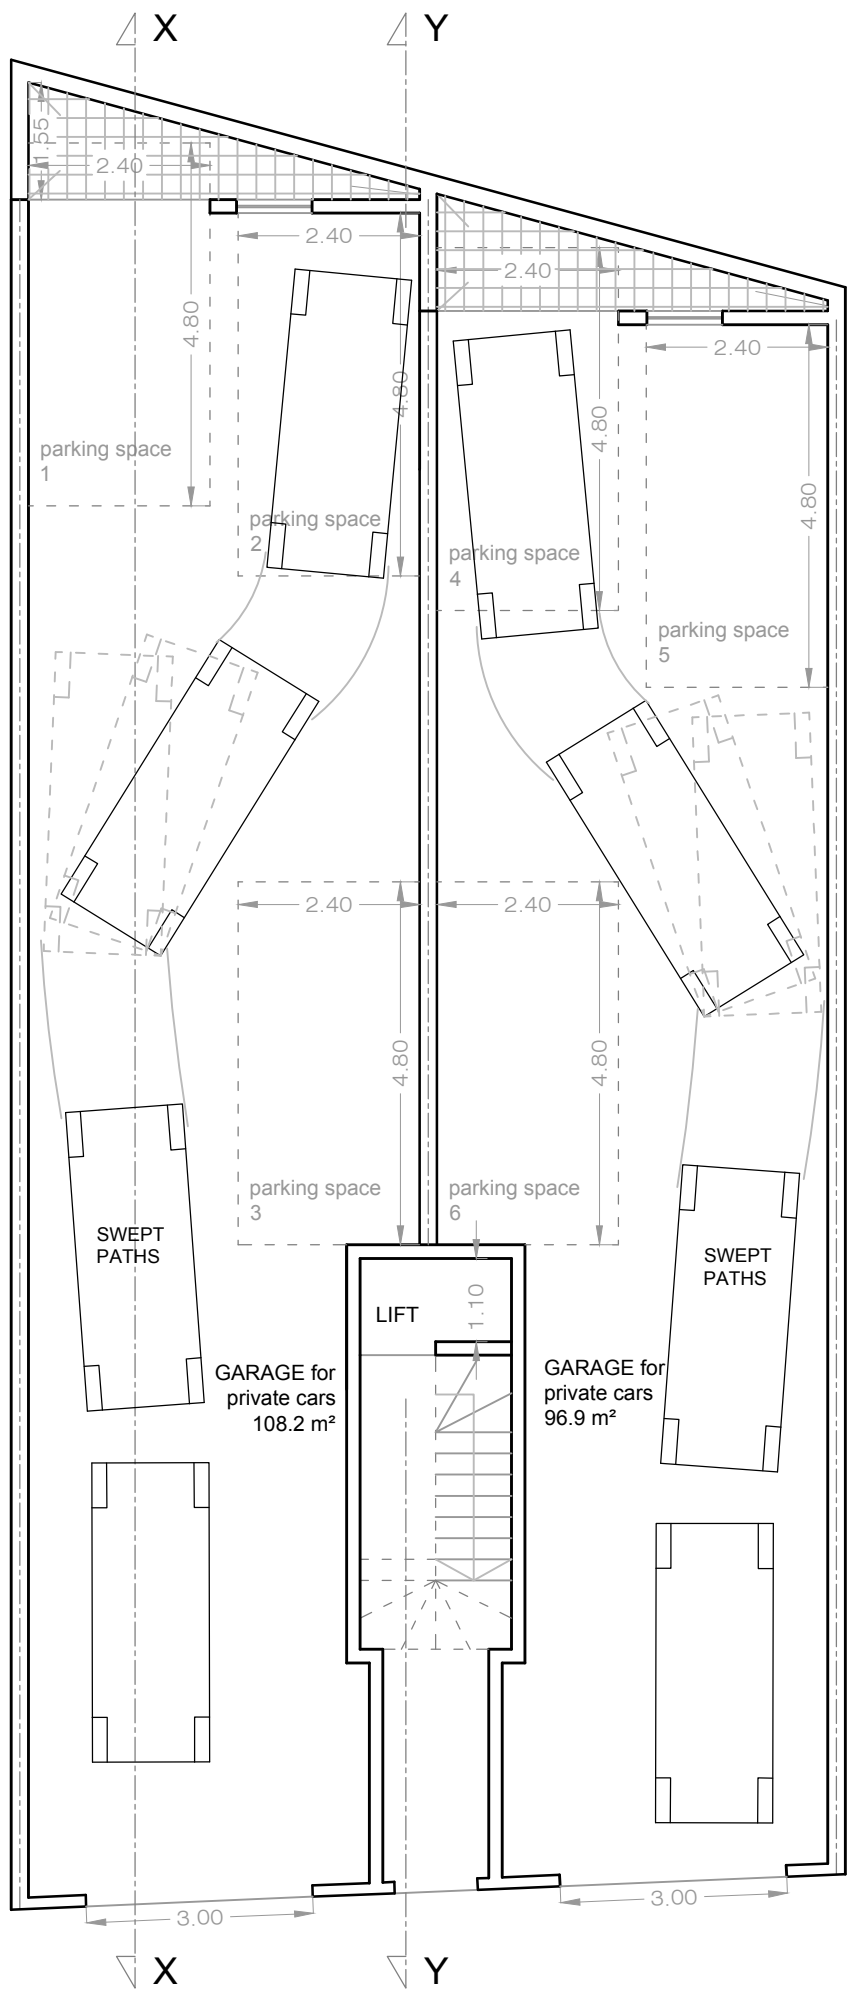 X
Y
1.55
2.40
2.40
2.40
4.80
2.40
4.80
4.80
parking space
1
4.80
parking space
2
parking space
4
parking space
5
2.40
2.40
4.80
4.80
parking space
3
parking space
6
SWEPT
PATHS
SWEPT
PATHS
LIFT
1.10
GARAGE for
private cars
108.2 m²
GARAGE for
private cars
96.9 m²
3.00
3.00
X
Y